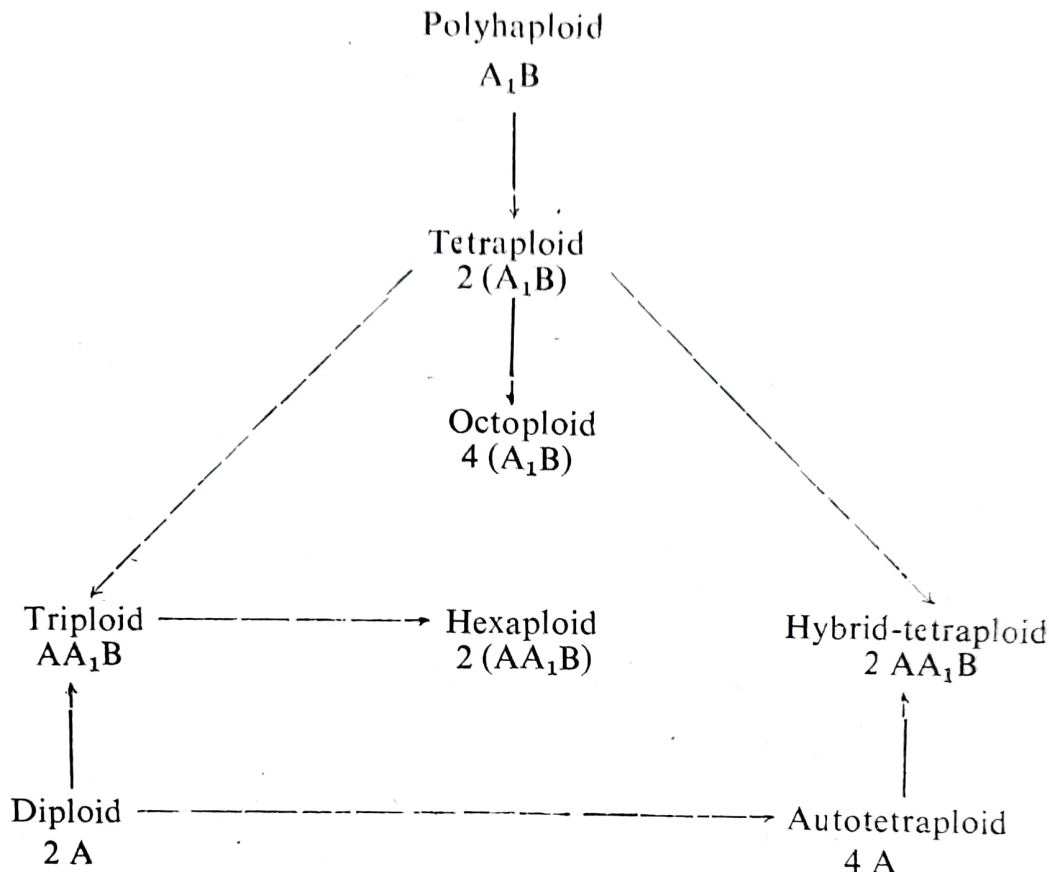 Polyhaploid
A₁B
Tetraploid
2 (A₁B)
Octoploid
4 (A₁B)
Triploid
AA₁B
Hexaploid
2 (AA₁B)
Hybrid-tetraploid
2 AA₁B
Diploid
2 A
Autotetraploid
4 A